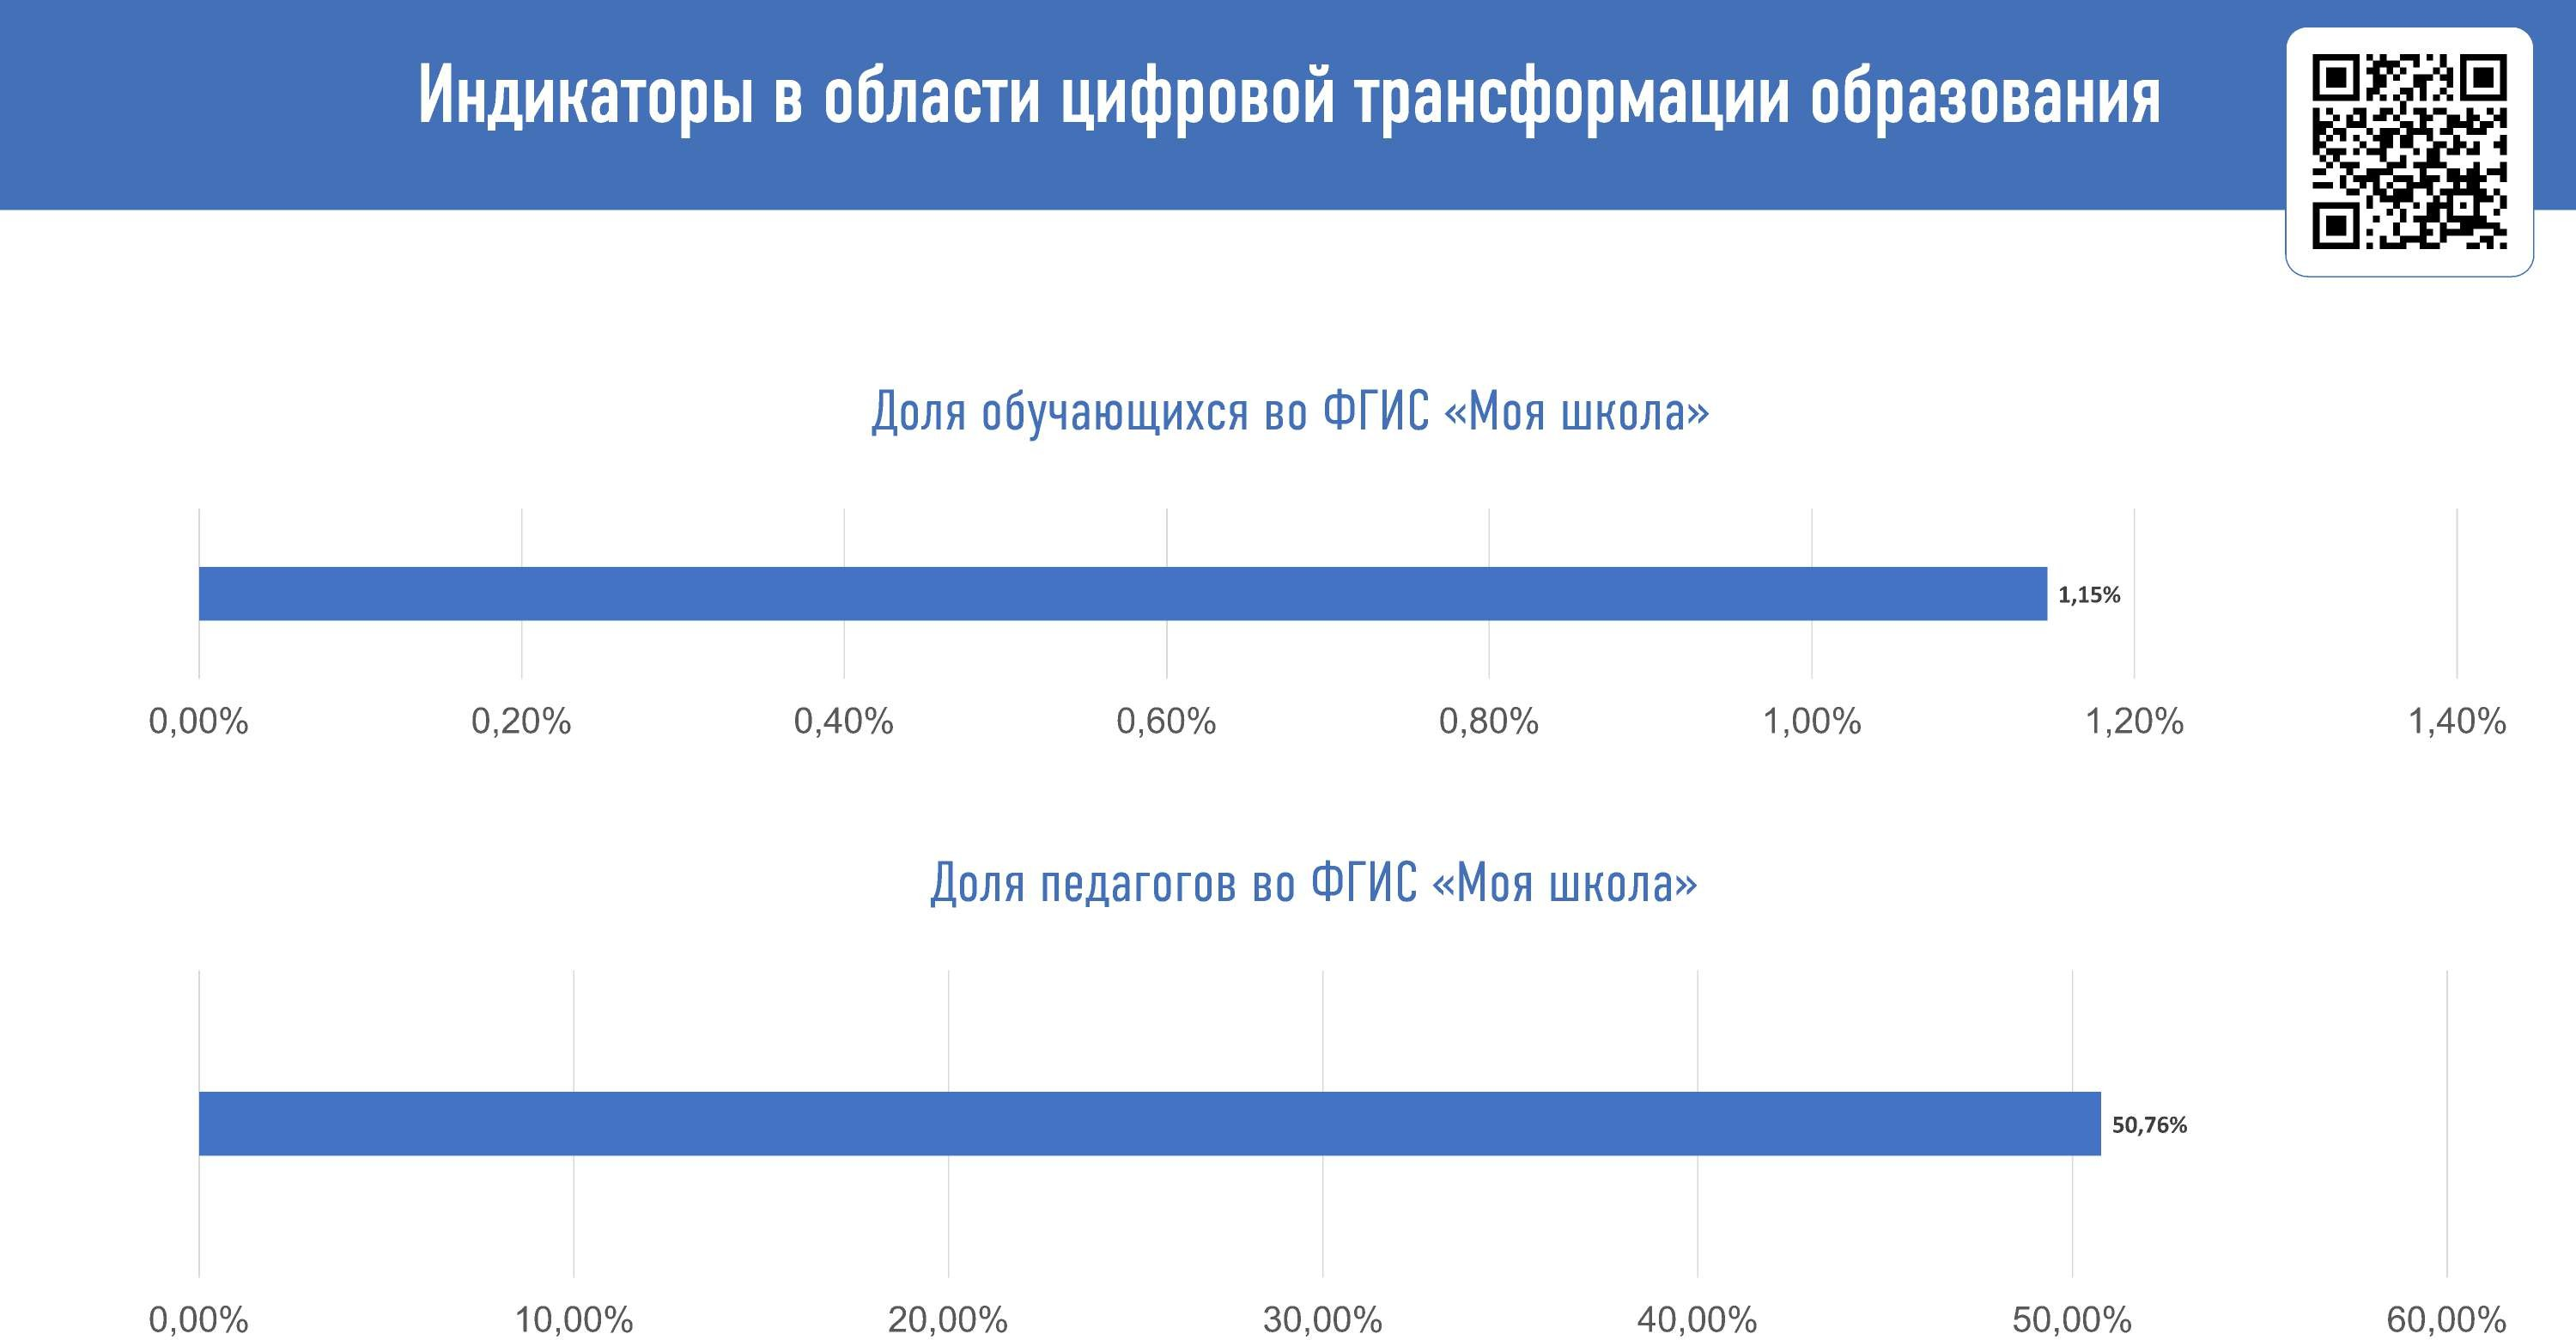 Индикаторы в области цифровой трансформации образования
Доля обучающихся во ФГИС «Моя школа»
1,15%
0,00% 0,20% 0,40% 0,60% 0,80% 1,00% 1,20% 1,40%
Доля педагогов во ФГИС «Моя школа»
50,76%
0,00% 10,00% 20,00% 30,00% 40,00% 50,00% 60,00%